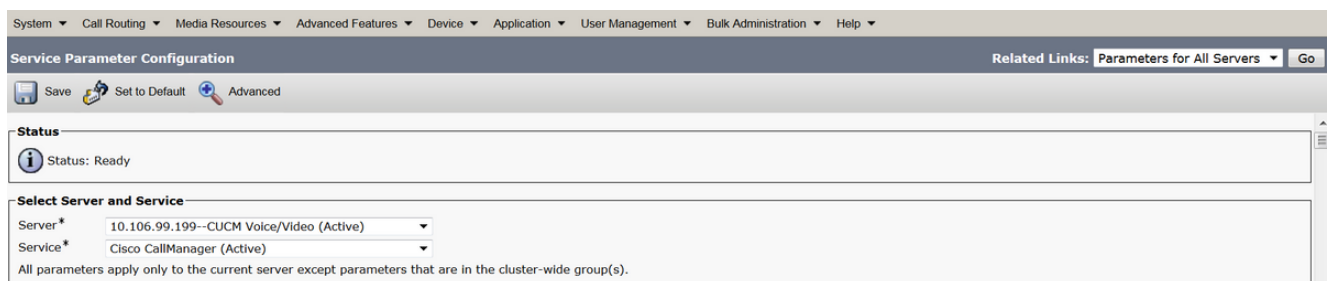 System Call Routing Media Resources Advanced Features Device Application User Management Bulk Administration Help
Service Parameter Configuration Related Links: Parameters for All Servers Go
Save Set to Default Advanced
Status
Status: Ready
Select Server and Service
Server* 10.106.99.199--CUCM Voice/Video (Active)
Service* Cisco CallManager (Active)
All parameters apply only to the current server except parameters that are in the cluster-wide group(s).